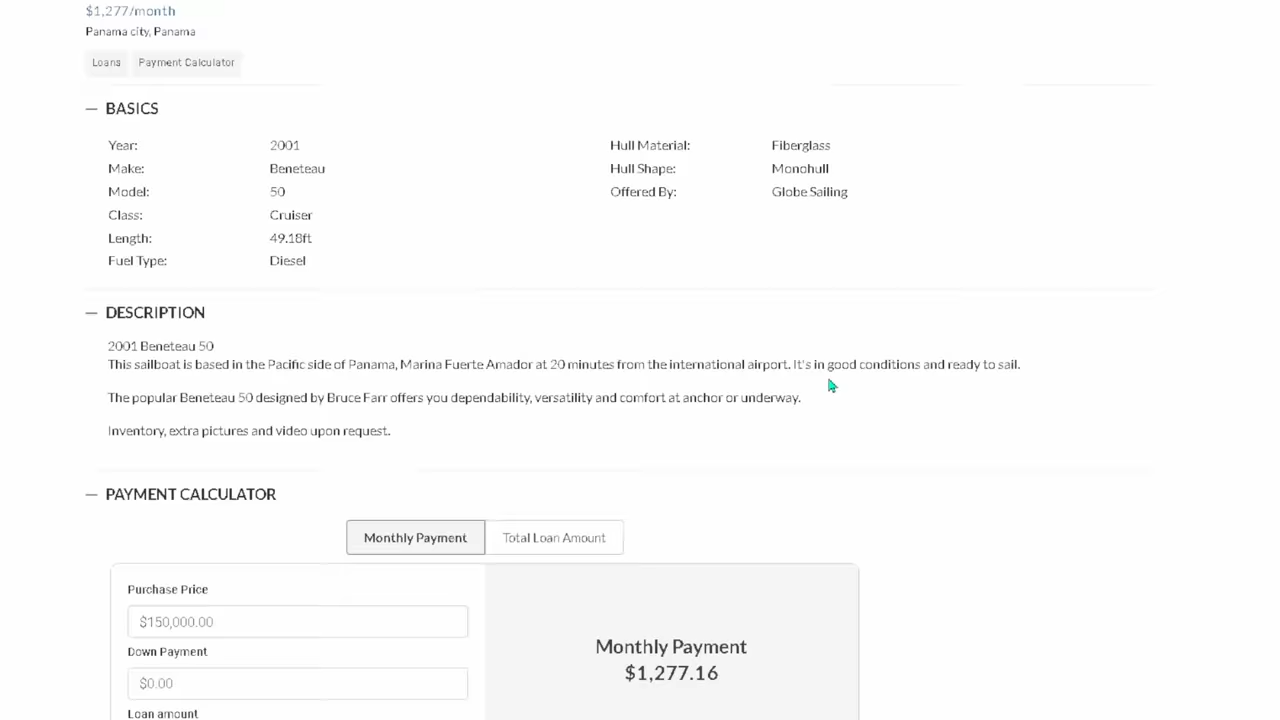 $1,277/month
Panama city, Panama
Loans Payment Calculator
— BASICS
Year: 2001 Hull Material: Fiberglass
Make: Beneteau Hull Shape: Monohull
Model: 50 Offered By: Globe Sailing
Class: Cruiser
Length: 49.18ft
Fuel Type: Diesel
— DESCRIPTION
2001 Beneteau 50
This sailboat is based in the Pacific side of Panama, Marina Fuerte Amador at 20 minutes from the international airport. It's in good conditions and ready to sail.
The popular Beneteau 50 designed by Bruce Farr offers you dependability, versatility and comfort at anchor or underway.
Inventory, extra pictures and video upon request.
— PAYMENT CALCULATOR
Monthly Payment Total Loan Amount
Purchase Price
$150,000.00
Down Payment
$0.00
Loan amount
Monthly Payment
$1,277.16